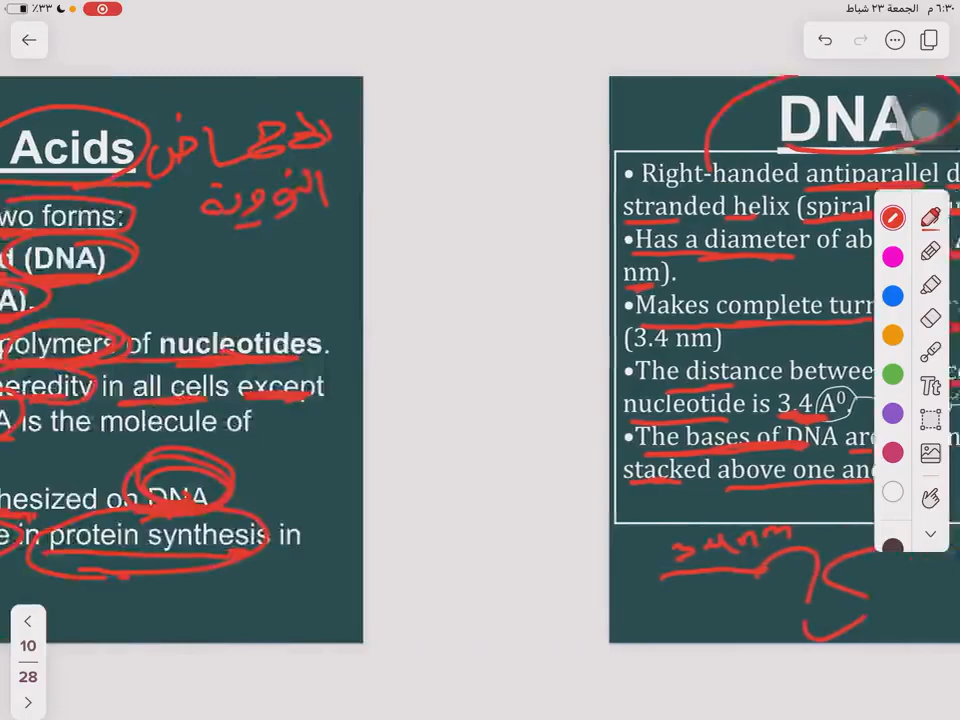 ٪٣٣
٦:٣٠ م الجمعة ٢٣ شباط
Acids
الاحماض
النووية
wo forms:
(DNA)
A).
polymers of nucleotides.
heredity in all cells except
is the molecule of
hesized on DNA
in protein synthesis in
10
28
DNA
• Right-handed antiparallel d
stranded helix (spiral
•Has a diameter of ab
nm).
•Makes complete turn
(3.4 nm)
•The distance betwee
nucleotide is 3.4 A⁰.
•The bases of DNA are
stacked above one an
3.4 nm
Tt